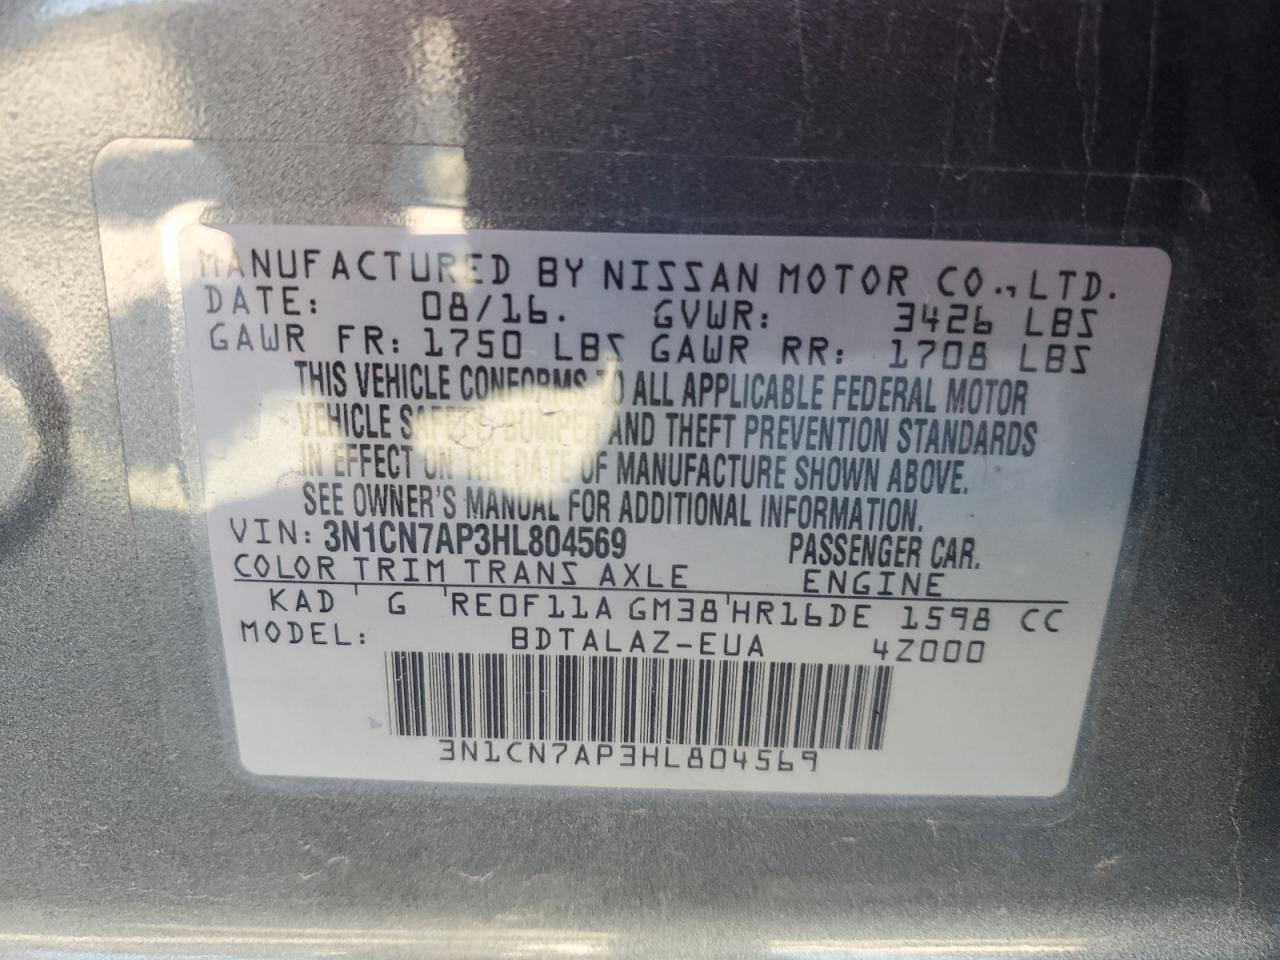 MANUFACTURED BY NISSAN MOTOR CO., LTD.
DATE: 08/16. GVWR: 3426 LBS
GAWR FR: 1750 LBS GAWR RR: 1708 LBS
THIS VEHICLE CONFORMS TO ALL APPLICABLE FEDERAL MOTOR
VEHICLE SAFETY, BUMPER AND THEFT PREVENTION STANDARDS
IN EFFECT ON THE DATE OF MANUFACTURE SHOWN ABOVE.
SEE OWNER'S MANUAL FOR ADDITIONAL INFORMATION.
VIN: 3N1CN7AP3HL804569 PASSENGER CAR.
COLOR TRIM TRANS AXLE ENGINE
KAD G RE0F11A GM38 HR16DE 1598 CC
MODEL: BDTALAZ-EUA 4Z000
3N1CN7AP3HL804569